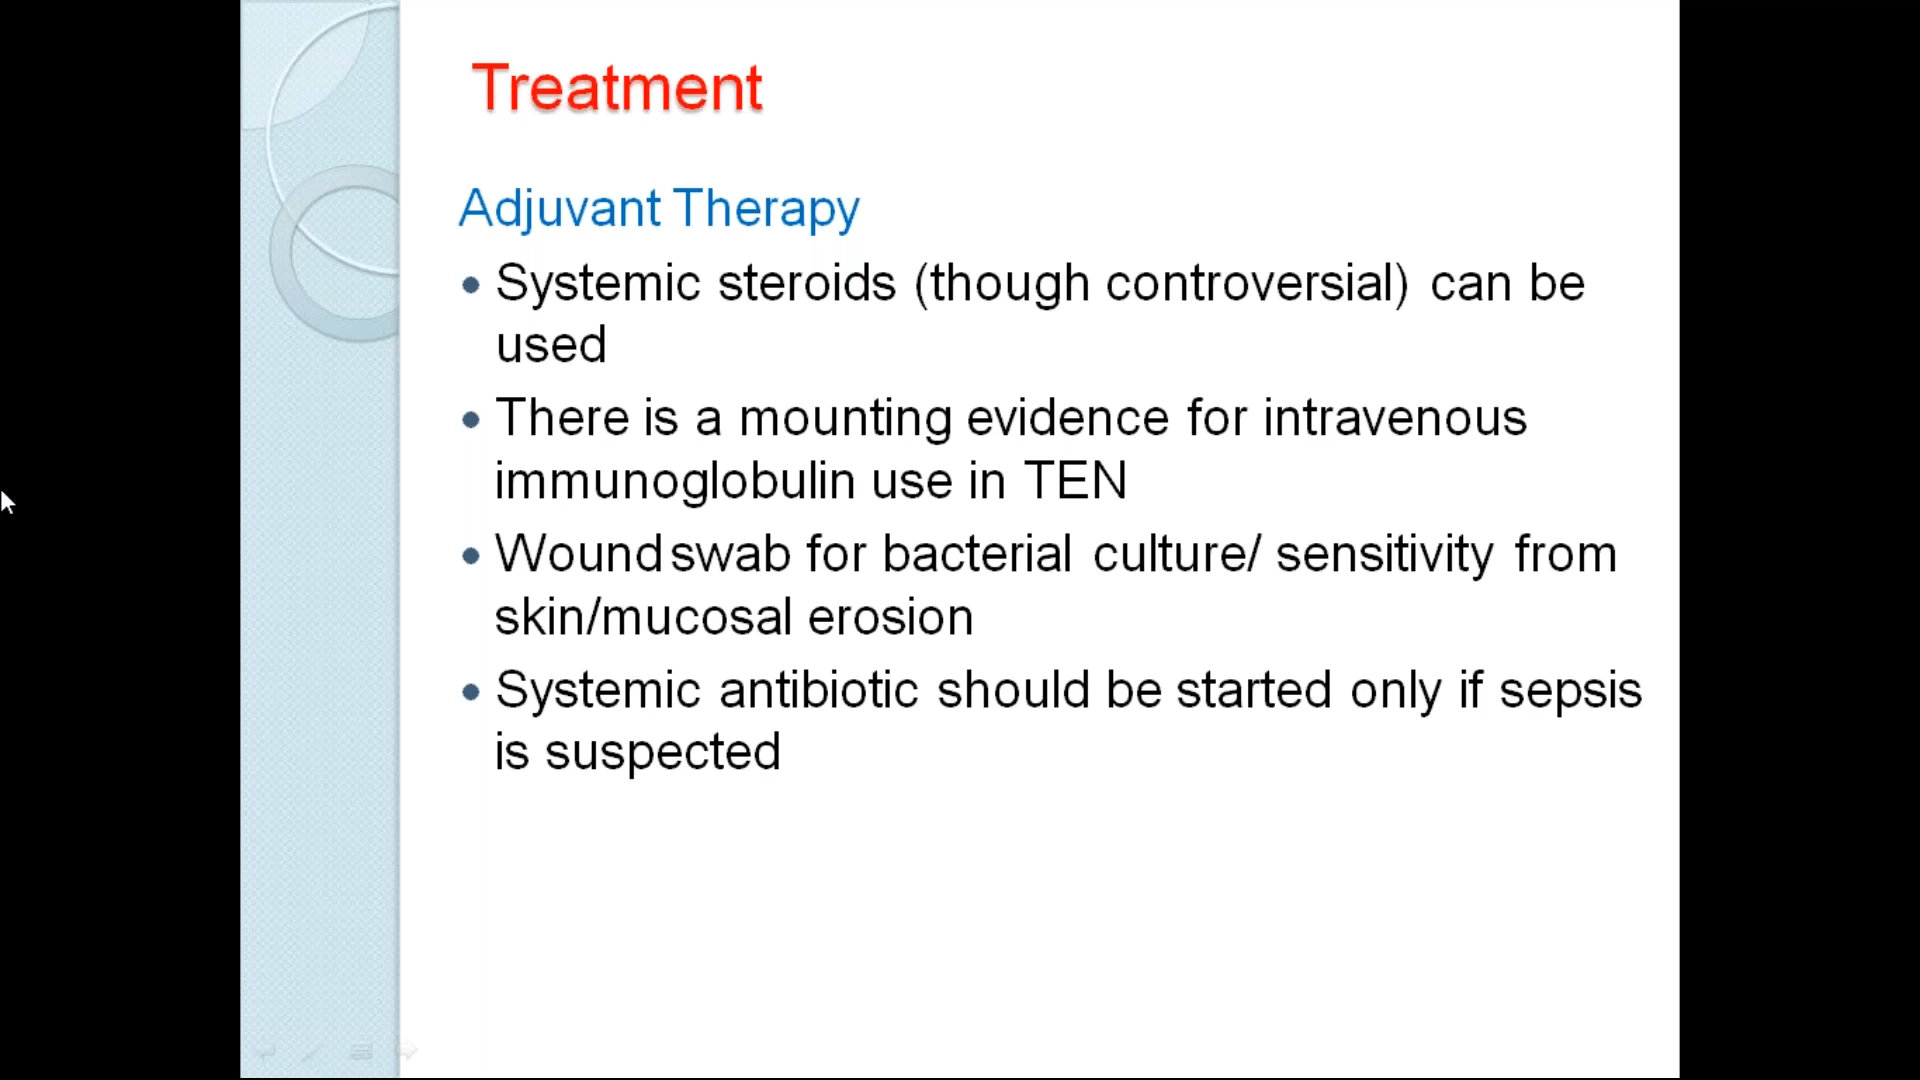 Treatment
Adjuvant Therapy
• Systemic steroids (though controversial) can be
used
• There is a mounting evidence for intravenous
immunoglobulin use in TEN
• Wound swab for bacterial culture/ sensitivity from
skin/mucosal erosion
• Systemic antibiotic should be started only if sepsis
is suspected